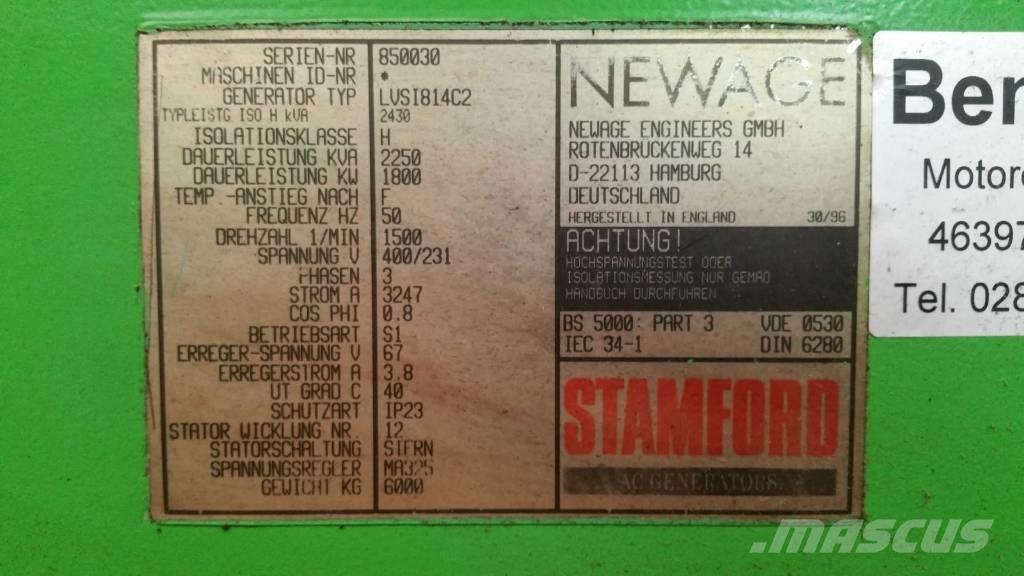 SERIEN-NR 850030
MASCHINEN ID-NR *
GENERATOR TYP LVSI814C2
TYPLEISTG ISO H kVA 2430
ISOLATIONSKLASSE H
DAUERLEISTUNG KVA 2250
DAUERLEISTUNG KW 1800
TEMP.-ANSTIEG NACH F
FREQUENZ HZ 50
DREHZAHL 1/MIN 1500
SPANNUNG V 400/231
PHASEN 3
STROM A 3247
COS PHI 0.8
BETRIEBSART S1
ERREGER-SPANNUNG V 67
ERREGERSTROM A 3.8
UT GRAD C 40
SCHUTZART IP23
STATOR WICKLUNG NR. 12
STATORSCHALTUNG STERN
SPANNUNGSREGLER MA325
GEWICHT KG 6000
NEWAGE
NEWAGE ENGINEERS GMBH
ROTENBRUCKENWEG 14
D-22113 HAMBURG
DEUTSCHLAND
HERGESTELLT IN ENGLAND 30/96
ACHTUNG!
HOCHSPANNUNGSTEST ODER
ISOLATIONSMESSUNG NUR GEMAß
HANDBUCH DURCHFUHREN
BS 5000: PART 3 VDE 0530
IEC 34-1 DIN 6280
STAMFORD
AC GENERATORS
Ber
Motore
46397
Tel. 028
.MASCUS